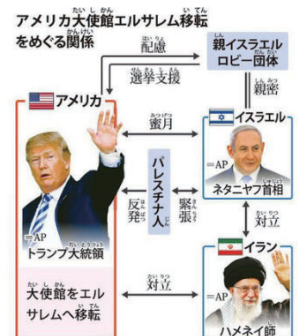 アメリカ大使館エルサレム移転
をめぐる関係
配慮
選挙支援
親イスラエル
ロビー団体
親密
アメリカ
蜜月
イスラエル
パレスチナ人
反発
緊張
=AP
ネタニヤフ首相
=AP
トランプ大統領
対立
大使館をエル
サレムへ移転
対立
イラン
=AP
ハメネイ師